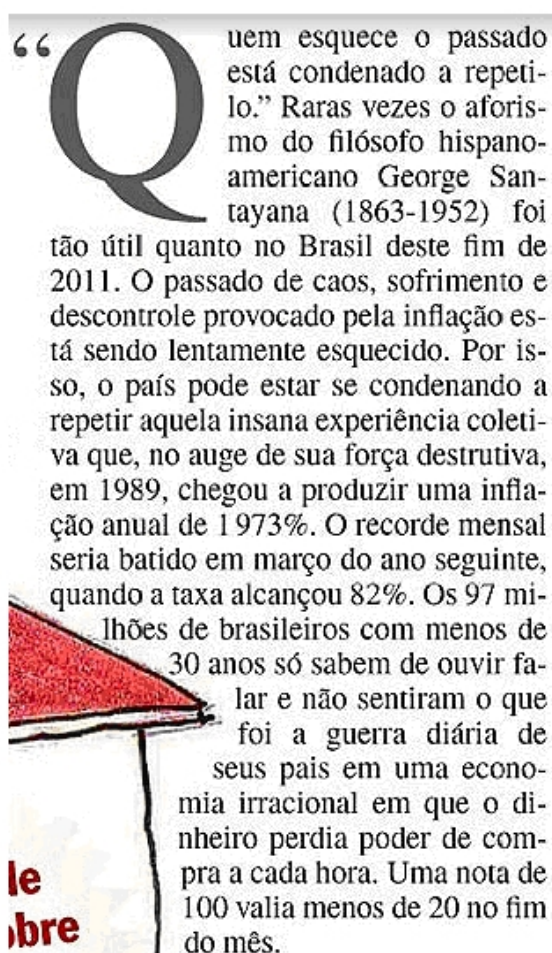 “Quem esquece o passado
está condenado a repeti-
lo.” Raras vezes o aforis-
mo do filósofo hispano-
americano George San-
tayana (1863-1952) foi
tão útil quanto no Brasil deste fim de
2011. O passado de caos, sofrimento e
descontrole provocado pela inflação es-
tá sendo lentamente esquecido. Por is-
so, o país pode estar se condenando a
repetir aquela insana experiência coleti-
va que, no auge de sua força destrutiva,
em 1989, chegou a produzir uma infla-
ção anual de 1 973%. O recorde mensal
seria batido em março do ano seguinte,
quando a taxa alcançou 82%. Os 97 mi-
lhões de brasileiros com menos de
30 anos só sabem de ouvir fa-
lar e não sentiram o que
foi a guerra diária de
seus pais em uma econo-
mia irracional em que o di-
nheiro perdia poder de com-
pra a cada hora. Uma nota de
100 valia menos de 20 no fim
do mês.